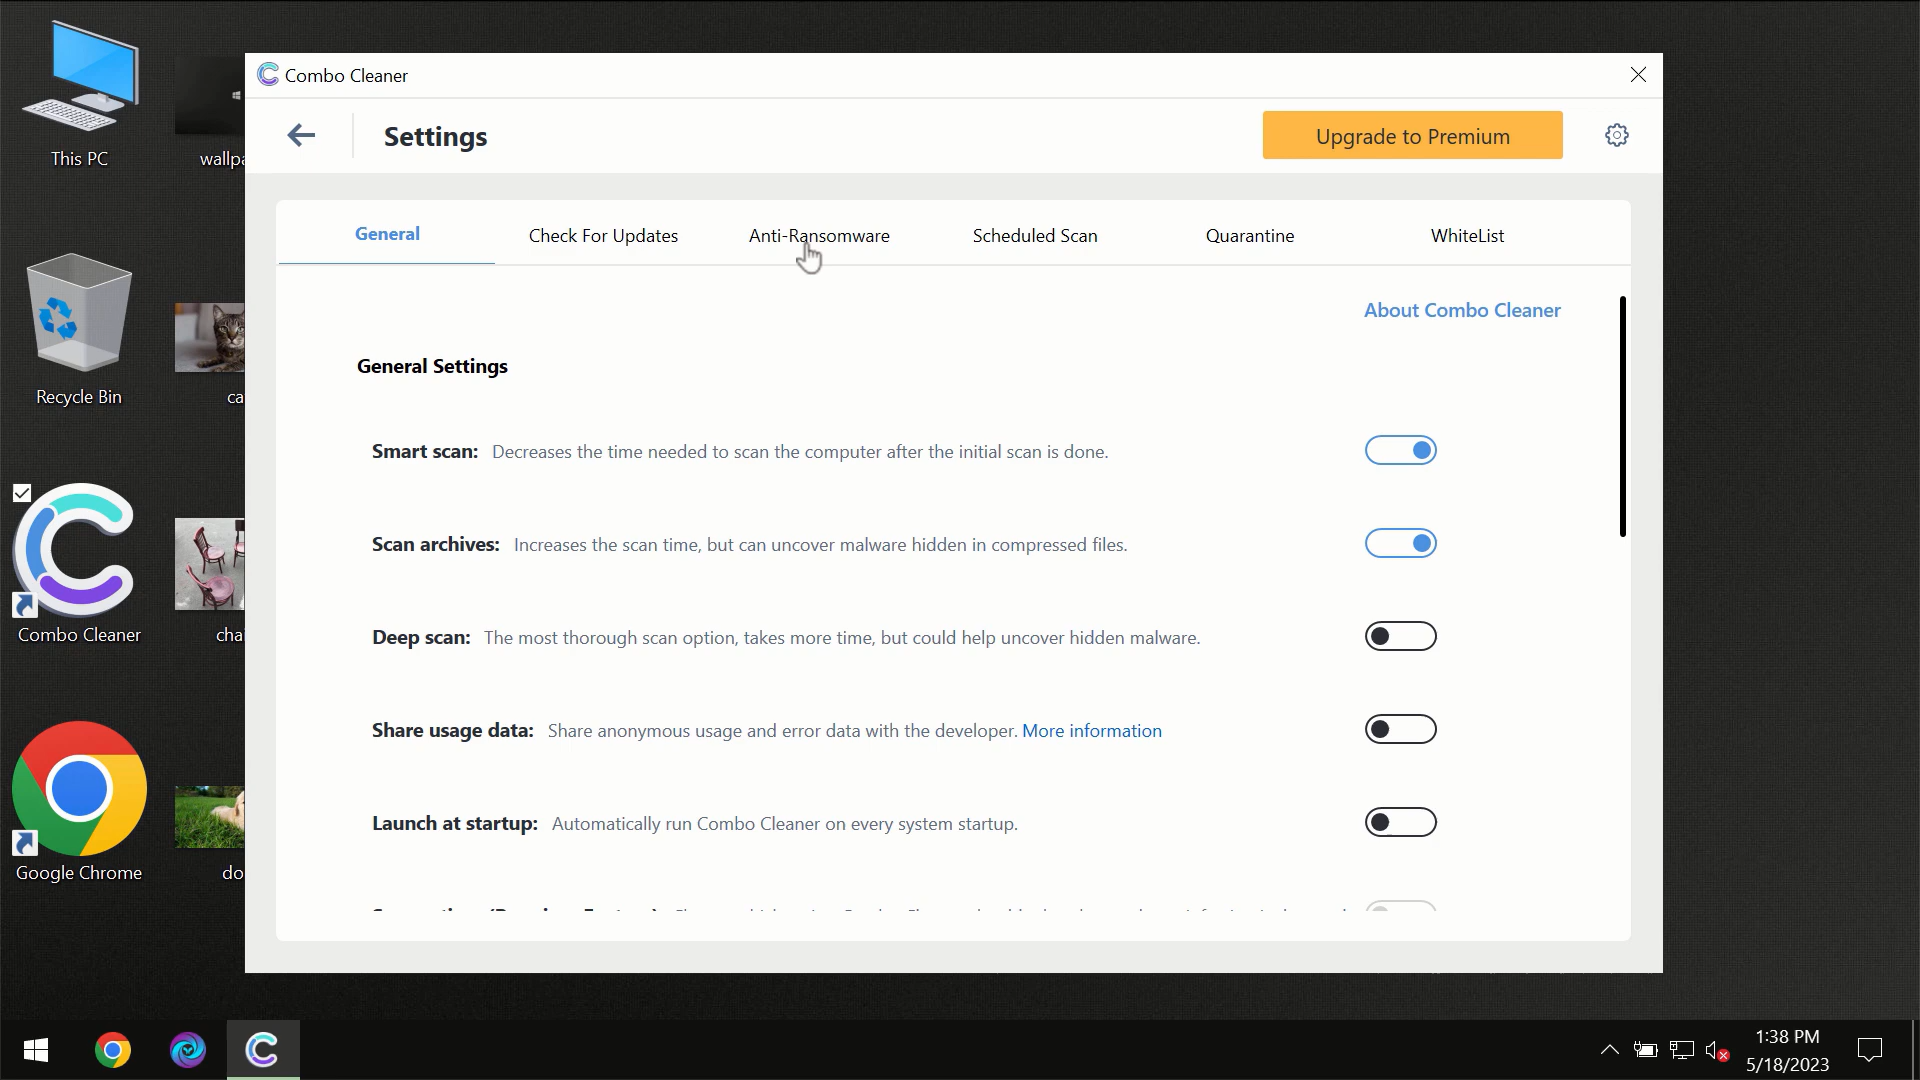 Combo Cleaner
Settings
Upgrade to Premium
General
Check For Updates
Anti-Ransomware
Scheduled Scan
Quarantine
WhiteList
About Combo Cleaner
General Settings
Smart scan: Decreases the time needed to scan the computer after the initial scan is done.
Scan archives: Increases the scan time, but can uncover malware hidden in compressed files.
Deep scan: The most thorough scan option, takes more time, but could help uncover hidden malware.
Share usage data: Share anonymous usage and error data with the developer. More information
Launch at startup: Automatically run Combo Cleaner on every system startup.
This PC
wallpa
Recycle Bin
ca
Combo Cleaner
chai
Google Chrome
do
1:38 PM
5/18/2023